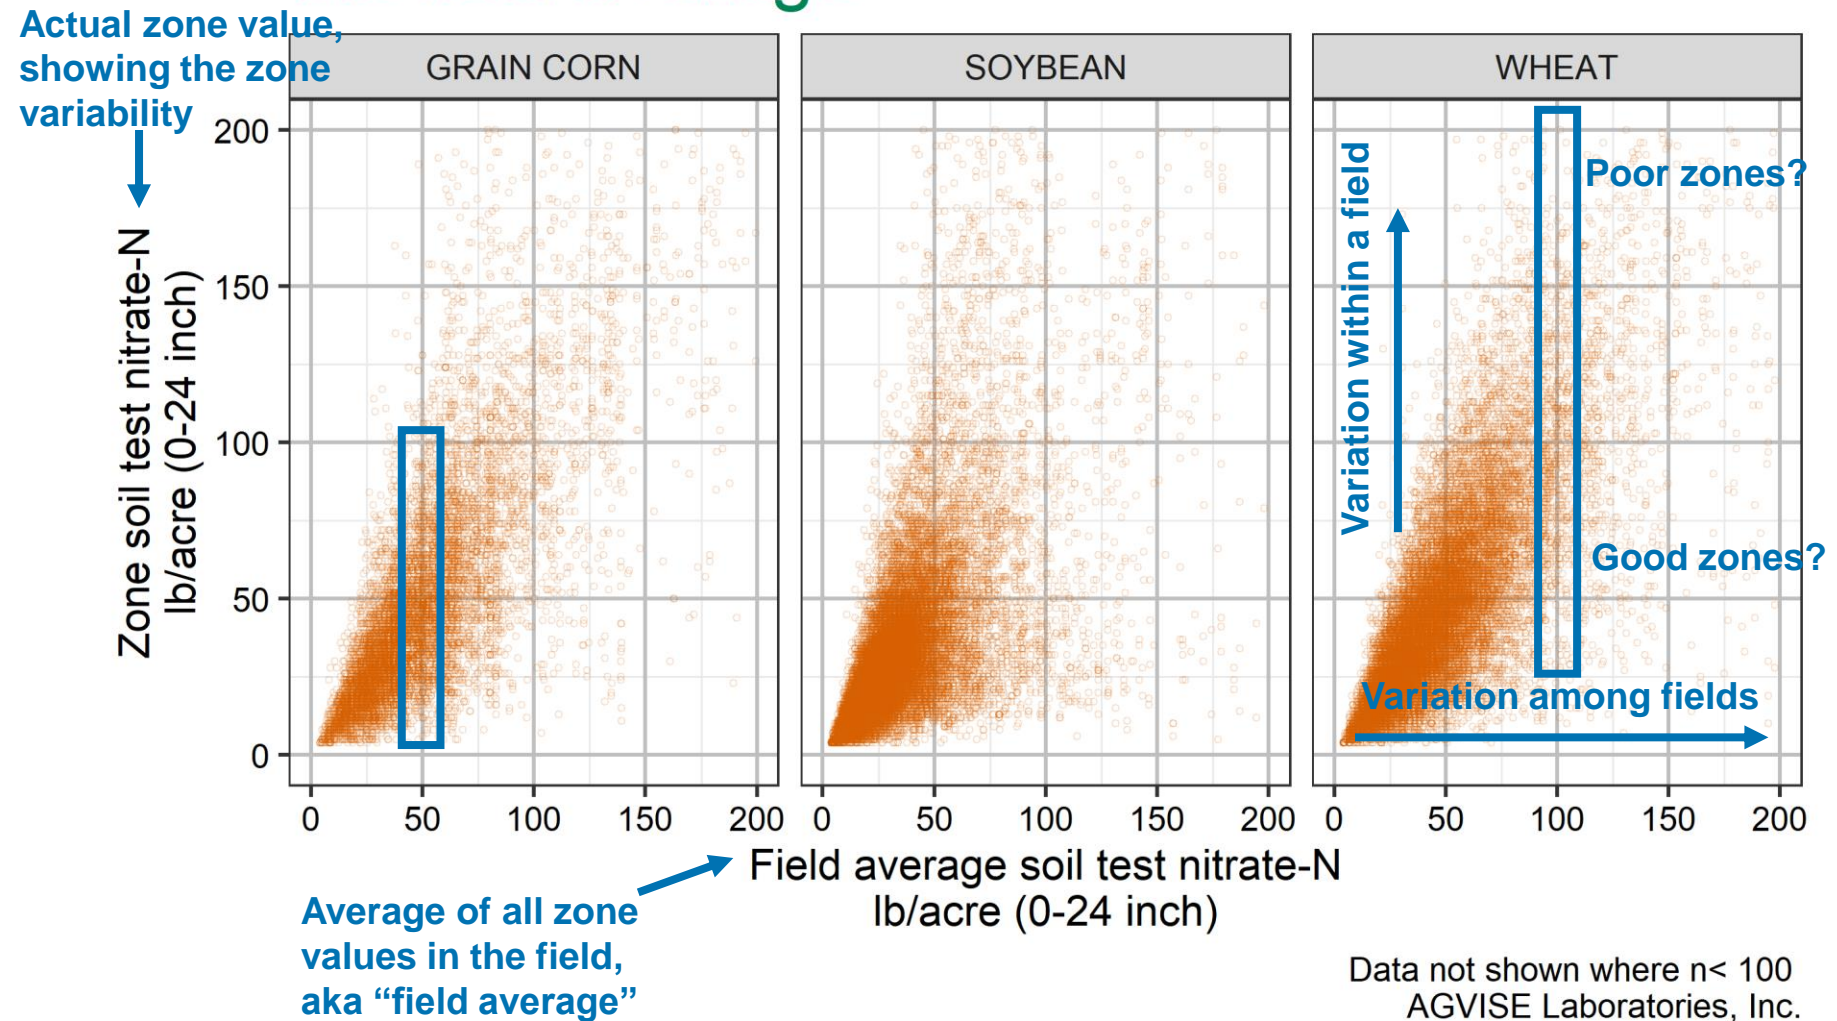 Actual zone value,
showing the zone
variability
GRAIN CORN
SOYBEAN
WHEAT
Zone soil test nitrate-N
lb/acre (0-24 inch)
200
150
100
50
0
Variation within a field
Poor zones?
Good zones?
Variation among fields
0 50 100 150 200
0 50 100 150 200
0 50 100 150 200
Field average soil test nitrate-N
lb/acre (0-24 inch)
Average of all zone
values in the field,
aka “field average”
Data not shown where n< 100
AGVISE Laboratories, Inc.